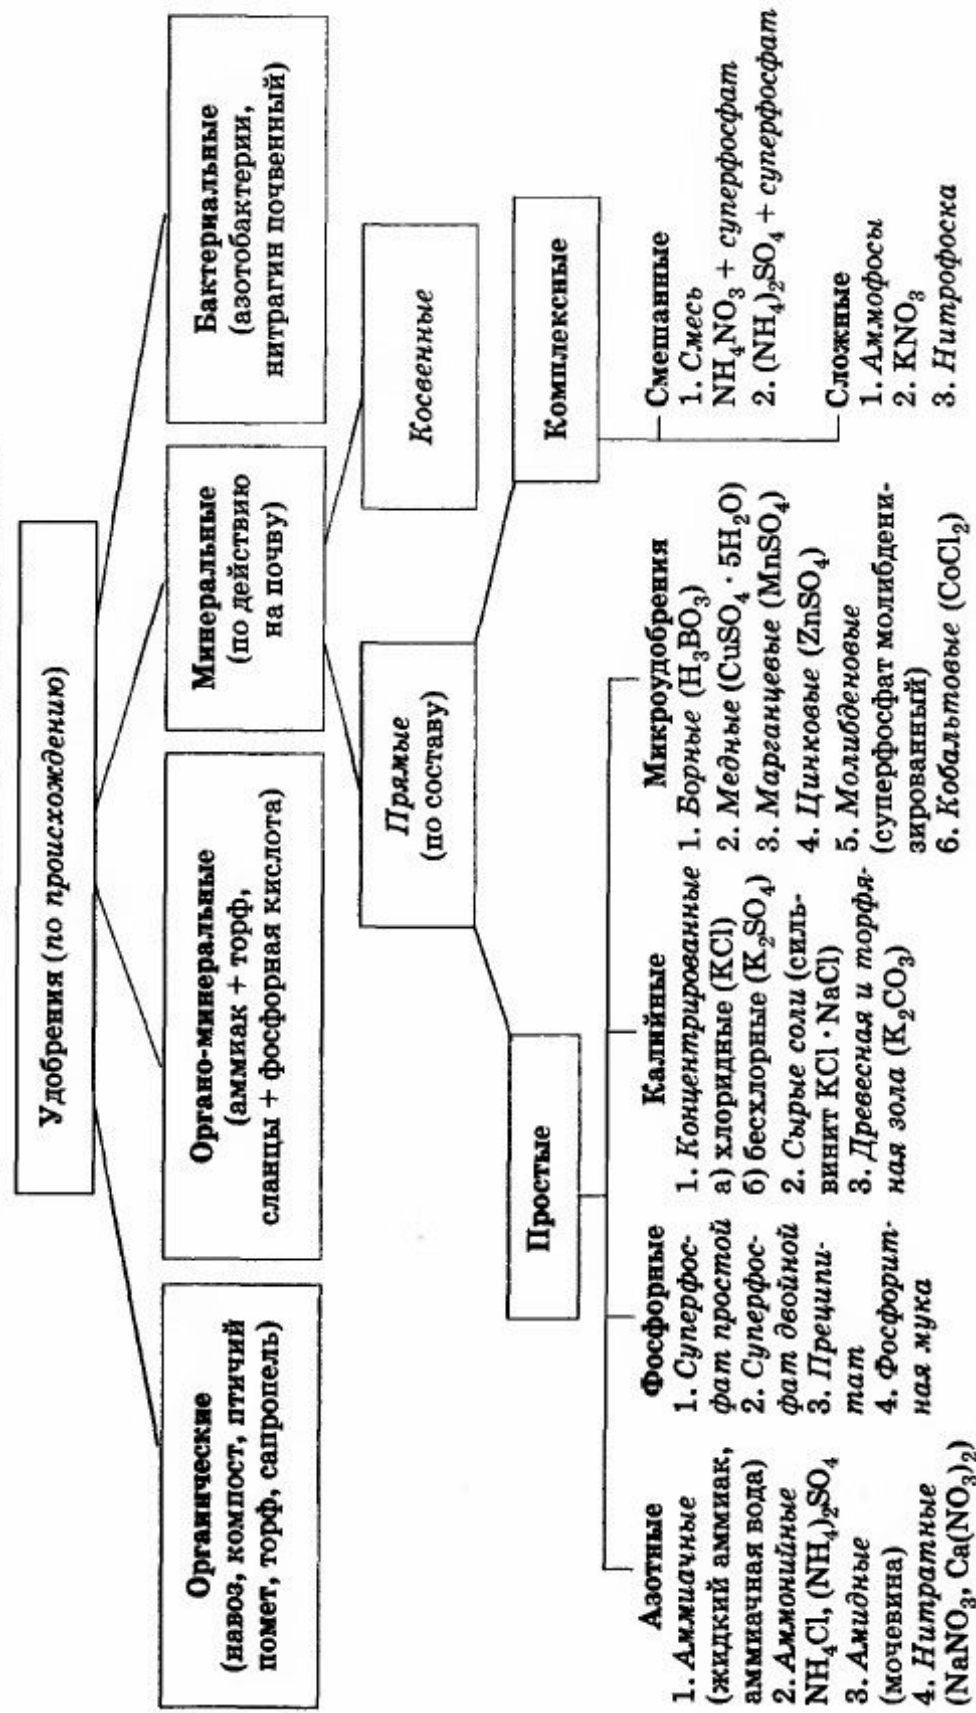 Удобрения (по происхождению)
Органические
(навоз, компост, птичий
помет, торф, сапропель)
Органо-минеральные
(аммиак + торф,
сланцы + фосфорная кислота)
Минеральные
(по действию
на почву)
Бактериальные
(азотобактерии,
нитрагин почвенный)
Прямые
(по составу)
Косвенные
Простые
Комплексные
Азотные
1. Аммиачные
(жидкий аммиак,
аммиачная вода)
2. Аммонийные
NH₄Cl, (NH₄)₂SO₄
3. Амидные
(мочевина)
4. Нитратные
(NaNO₃, Ca(NO₃)₂)
Фосфорные
1. Суперфос-
фат простой
2. Суперфос-
фат двойной
3. Преципи-
тат
4. Фосфорит-
ная мука
Калийные
1. Концентрированные
а) хлоридные (KCl)
б) бесхлорные (K₂SO₄)
2. Сырые соли (силь-
винит KCl · NaCl)
3. Древесная и торфя-
ная зола (K₂CO₃)
Микроудобрения
1. Борные (H₃BO₃)
2. Медные (CuSO₄ · 5H₂O)
3. Марганцевые (MnSO₄)
4. Цинковые (ZnSO₄)
5. Молибденовые
(суперфосфат молибдени-
зированный)
6. Кобальтовые (CoCl₂)
Смешанные
1. Смесь
NH₄NO₃ + суперфосфат
2. (NH₄)₂SO₄ + суперфосфат
Сложные
1. Аммофосы
2. KNO₃
3. Нитрофоска